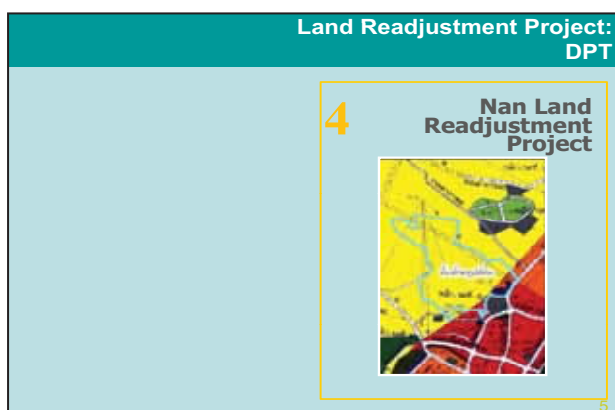 Land Readjustment Project:
DPT
4
Nan Land
Readjustment
Project
5